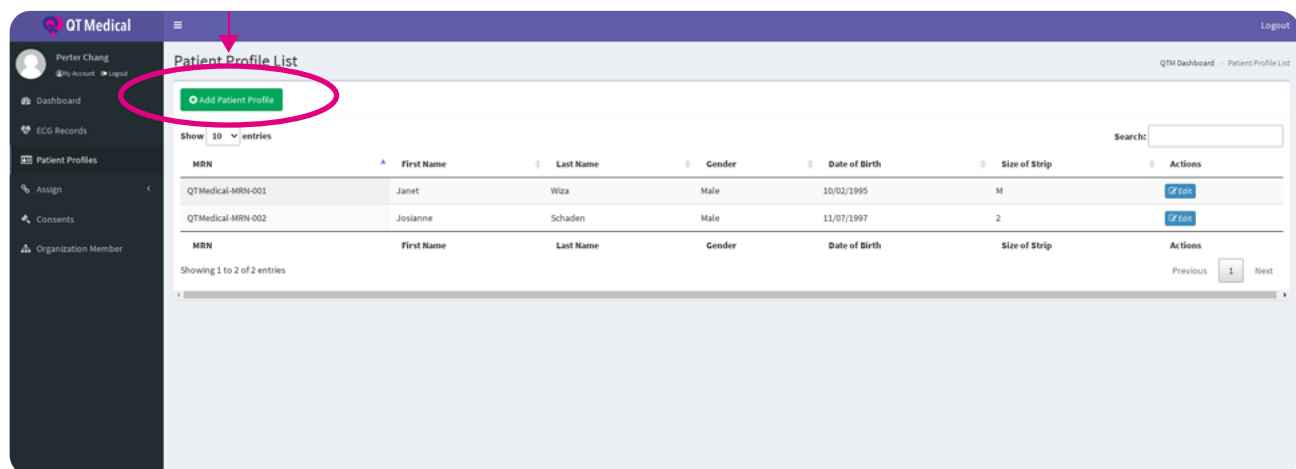 QT Medical
Logout
Perter Chang
My Account Logout
Patient Profile List
QTM Dashboard > Patient Profile List
Dashboard
Add Patient Profile
ECG Records
Show 10 entries
Search:
Patient Profiles
MRN First Name Last Name Gender Date of Birth Size of Strip Actions
Assign
QTMedical-MRN-001 Janet Wiza Male 10/02/1995 M Edit
Consents
QTMedical-MRN-002 Josianne Schaden Male 11/07/1997 2 Edit
Organization Member
MRN First Name Last Name Gender Date of Birth Size of Strip Actions
Showing 1 to 2 of 2 entries
Previous 1 Next